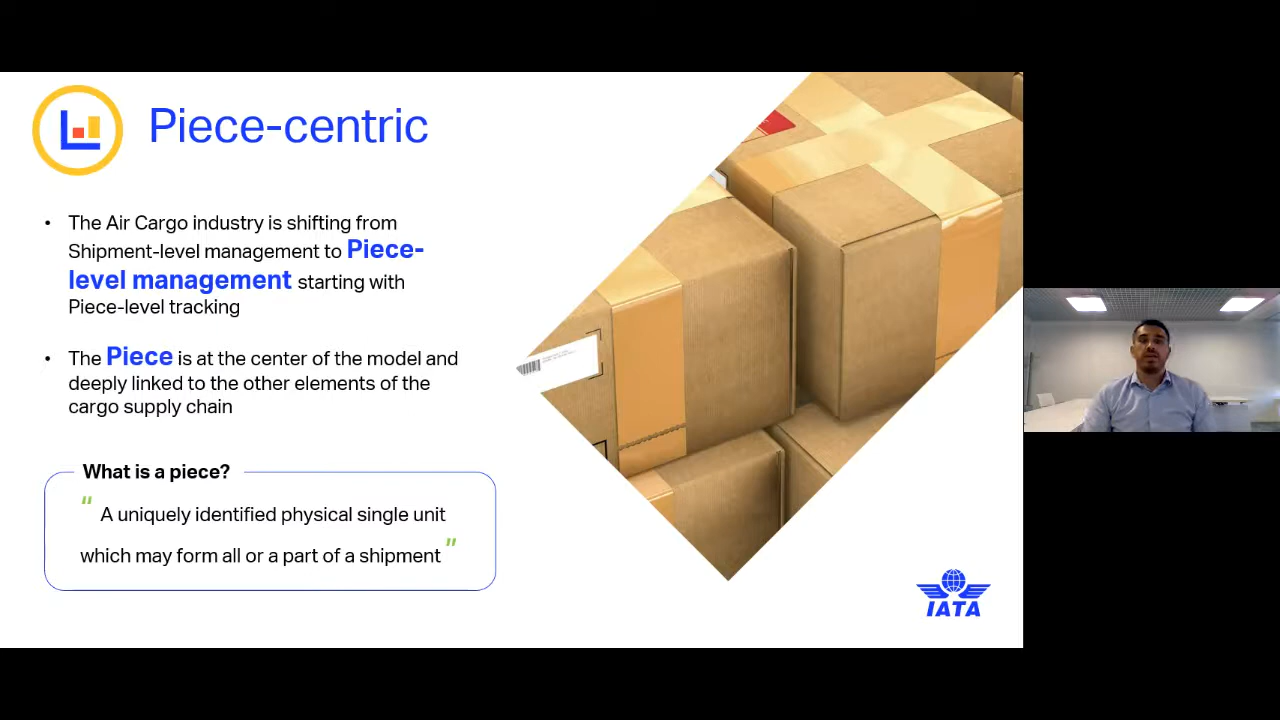 Piece-centric
• The Air Cargo industry is shifting from
Shipment-level management to Piece-
level management starting with
Piece-level tracking
• The Piece is at the center of the model and
deeply linked to the other elements of the
cargo supply chain
What is a piece?
" A uniquely identified physical single unit
which may form all or a part of a shipment "
IATA